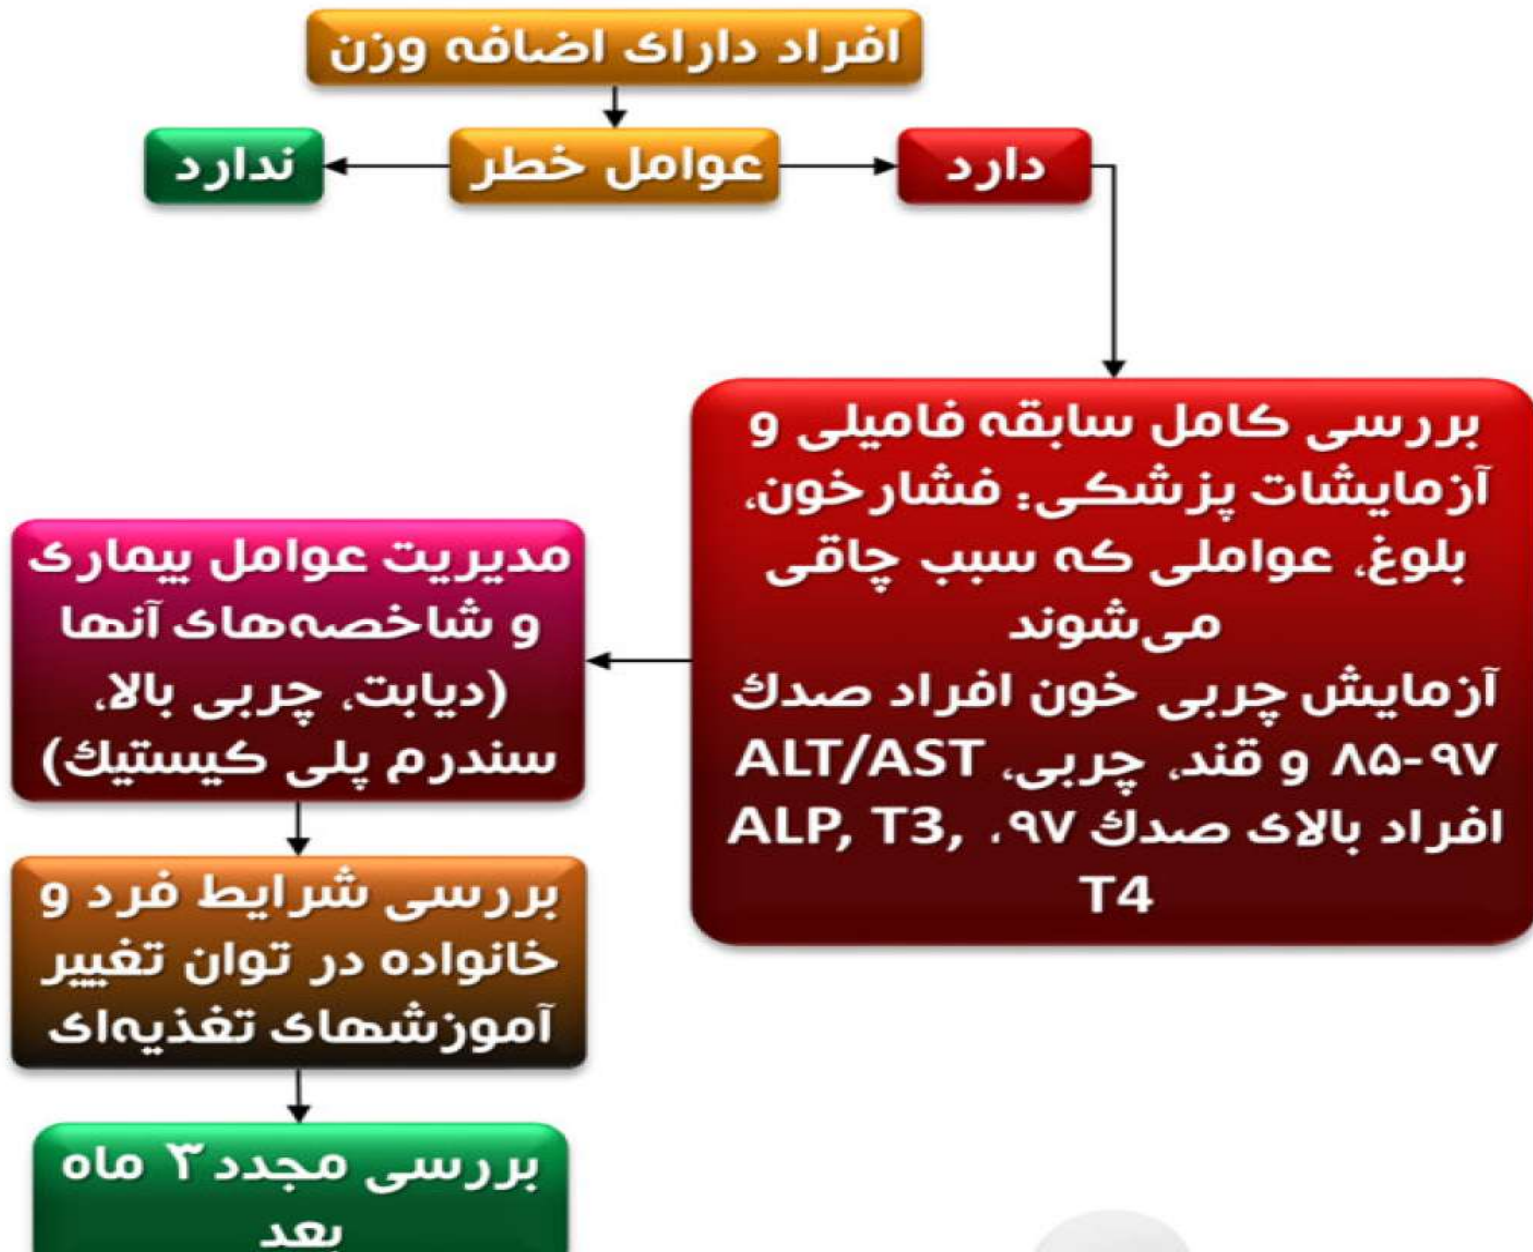 افراد دارای اضافه وزن
دارد
عوامل خطر
ندارد
بررسی کامل سابقه فامیلی و
آزمایشات پزشکی: فشارخون،
بلوغ، عواملی که سبب چاقی
می‌شوند
آزمایش چربی خون افراد صدك
۸۵-۹۷ و قند، چربی، ALT/AST
افراد بالای صدك ۹۷، ALP, T3,
T4
مدیریت عوامل بیماری
و شاخصه‌های آنها
(دیابت، چربی بالا،
سندرم پلی کیستیك)
بررسی شرایط فرد و
خانواده در توان تغییر
آموزشهای تغذیه‌ای
بررسی مجدد ۳ ماه
بعد